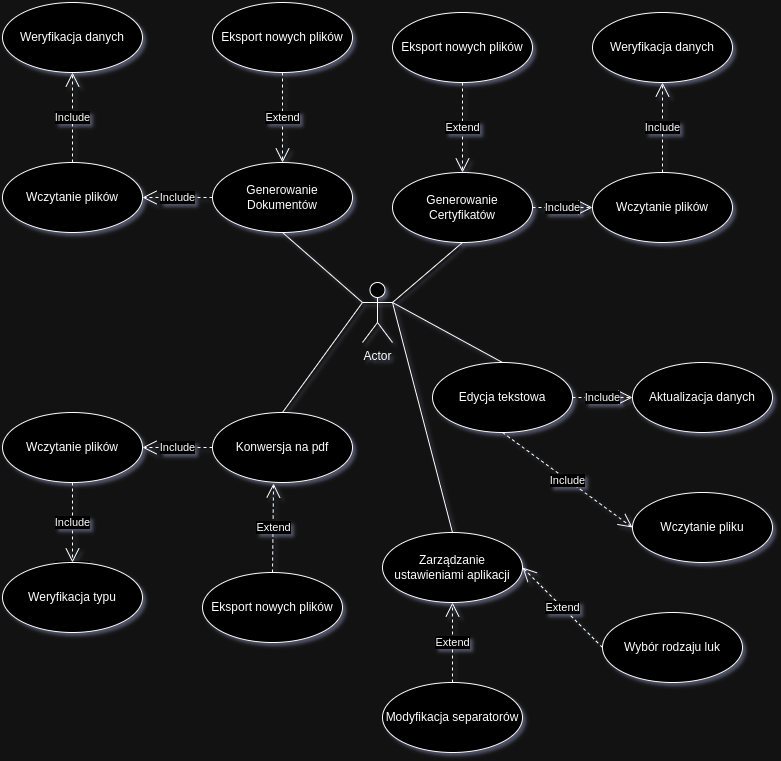 Weryfikacja danych
Eksport nowych plików
Eksport nowych plików
Weryfikacja danych
Include
Extend
Extend
Include
Wczytanie plików
Include
Generowanie
Dokumentów
Generowanie
Certyfikatów
Include
Wczytanie plików
Actor
Edycja tekstowa
Include
Aktualizacja danych
Wczytanie plików
Include
Konwersja na pdf
Include
Include
Extend
Wczytanie pliku
Weryfikacja typu
Eksport nowych plików
Zarządzanie
ustawieniami aplikacji
Extend
Extend
Wybór rodzaju luk
Modyfikacja separatorów